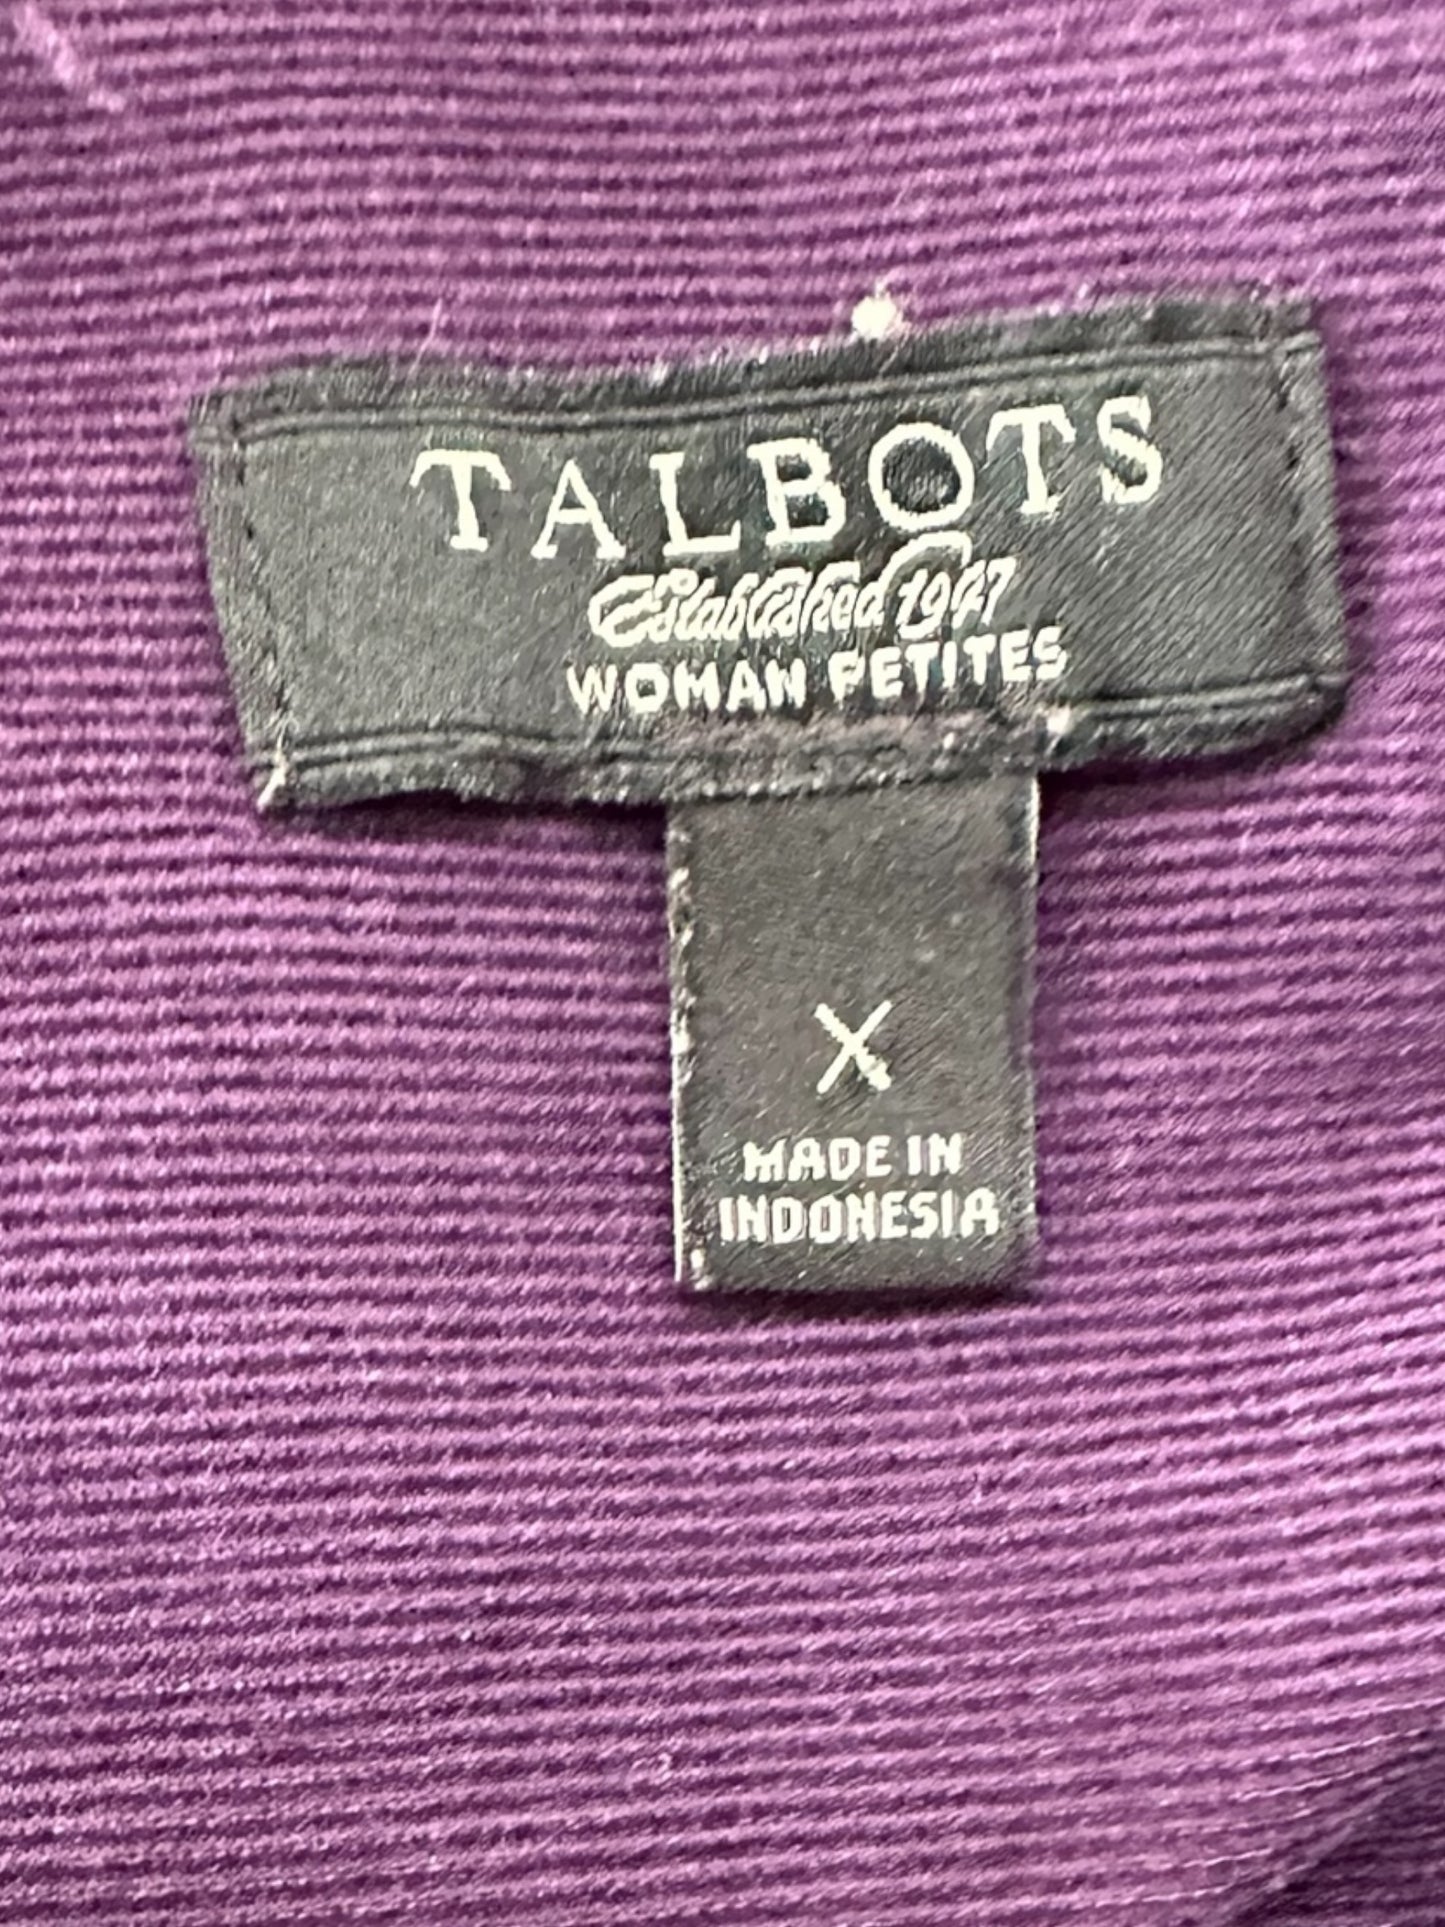 TALBOTS
Established 1947
WOMAN PETITES
X
MADE IN
INDONESIA